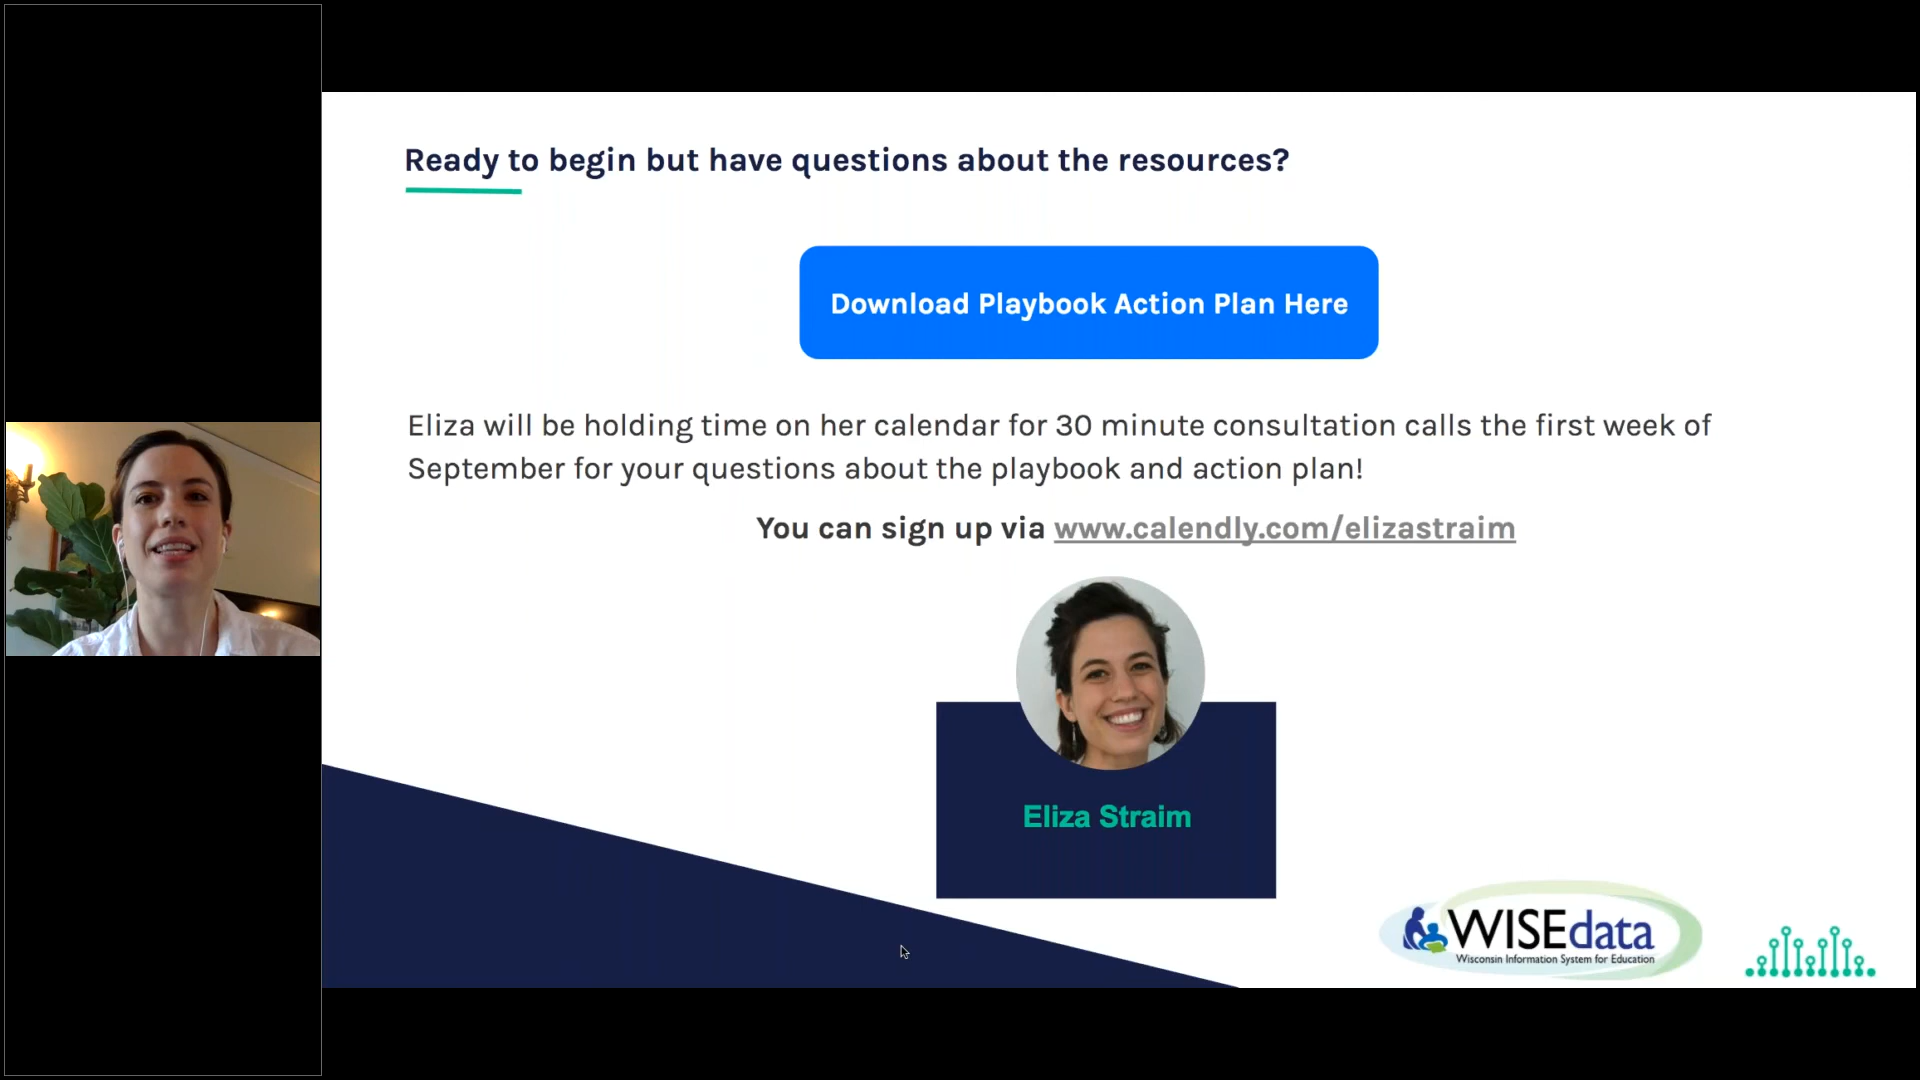 Ready to begin but have questions about the resources?
Download Playbook Action Plan Here
Eliza will be holding time on her calendar for 30 minute consultation calls the first week of
September for your questions about the playbook and action plan!
You can sign up via www.calendly.com/elizastraim
Eliza Straim
WISEdata
Wisconsin Information System for Education